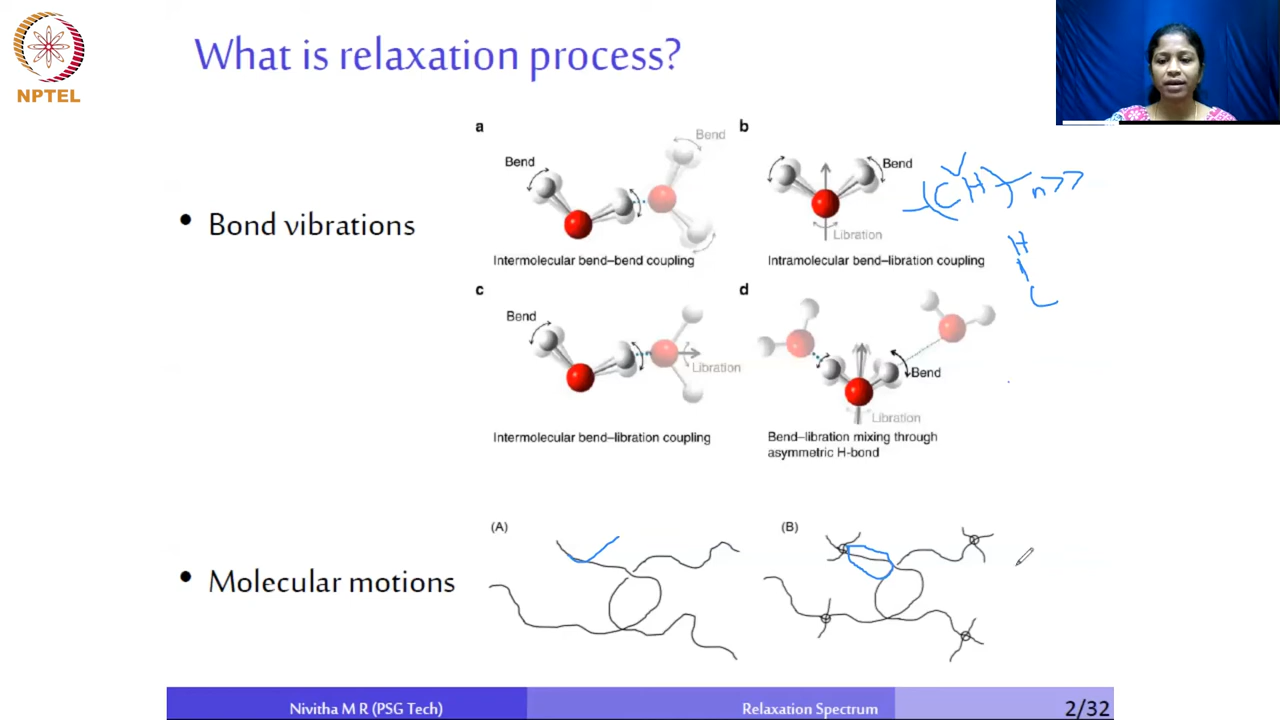 NPTEL
What is relaxation process?
a
Bend
Bend
Intermolecular bend–bend coupling
b
Bend
Libration
Intramolecular bend–libration coupling
(CH)n>>
H
C
c
Bend
Libration
Intermolecular bend–libration coupling
d
Bend
Libration
Bend–libration mixing through
asymmetric H-bond
• Bond vibrations
(A)
(B)
• Molecular motions
Nivitha M R (PSG Tech)
Relaxation Spectrum
2/32